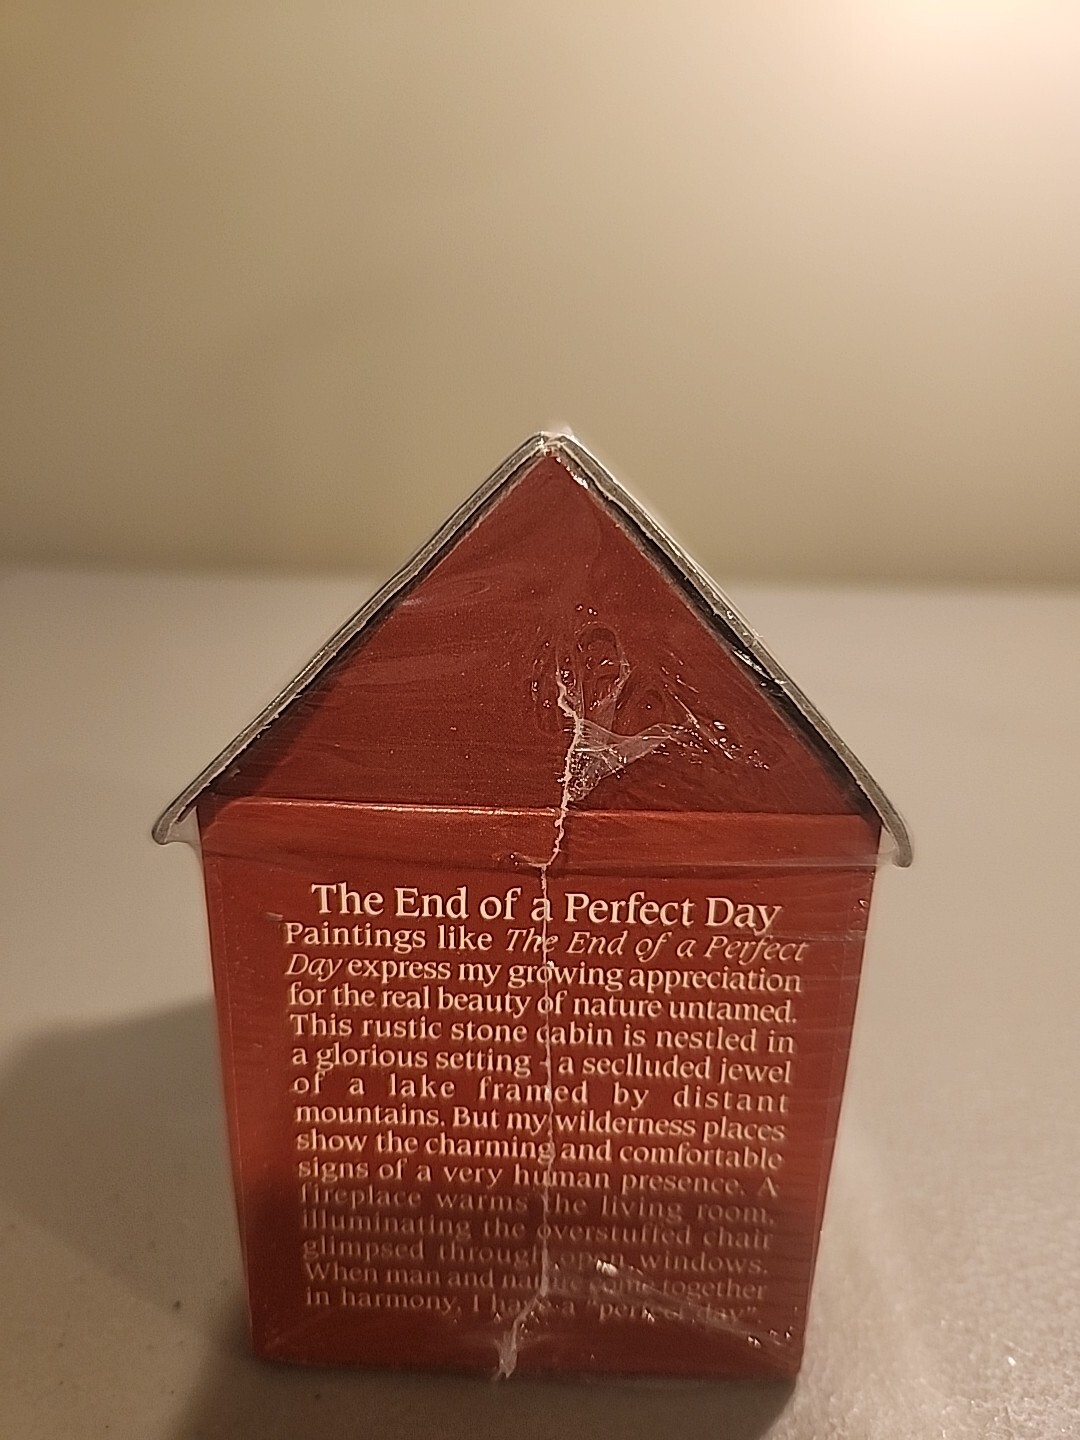 The End of a Perfect Day
Paintings like The End of a Perfect
Day express my growing appreciation
for the real beauty of nature untamed.
This rustic stone cabin is nestled in
a glorious setting - a seclluded jewel
of a lake framed by distant
mountains. But my wilderness places
show the charming and comfortable
signs of a very human presence. A
fireplace warms the living room,
illuminating the overstuffed chair
glimpsed through open windows.
When man and nature come together
in harmony, I have a "perfect day".